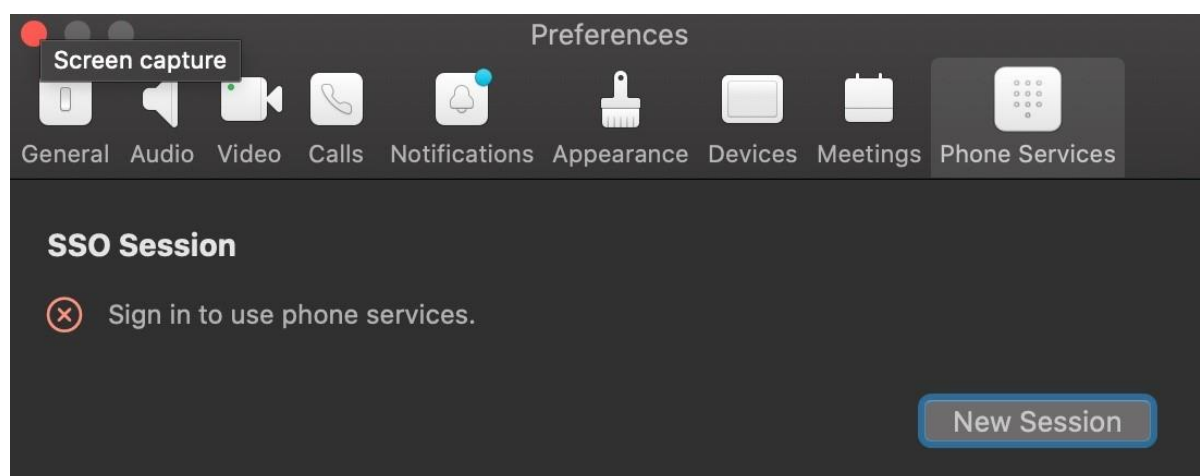 Preferences
Screen capture
General Audio Video Calls Notifications Appearance Devices Meetings Phone Services
SSO Session
Sign in to use phone services.
New Session